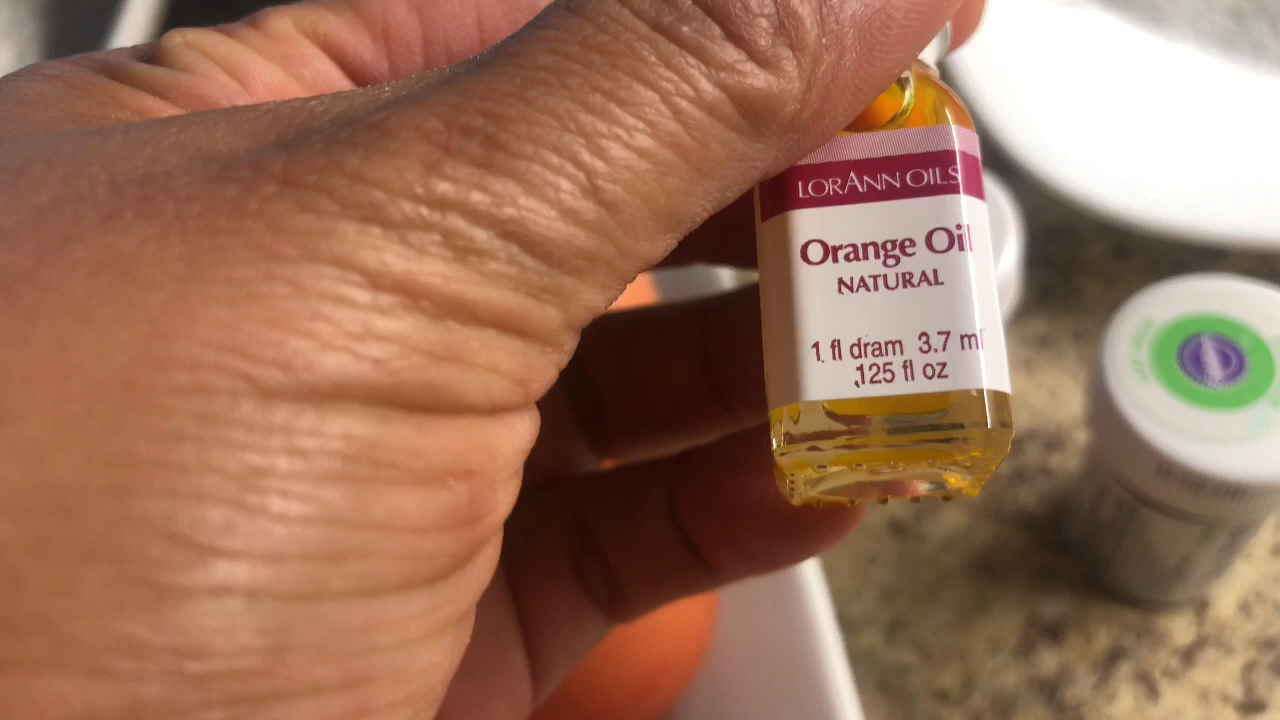 LORANN OILS
Orange Oil
NATURAL
1 fl dram 3.7 ml
.125 fl oz